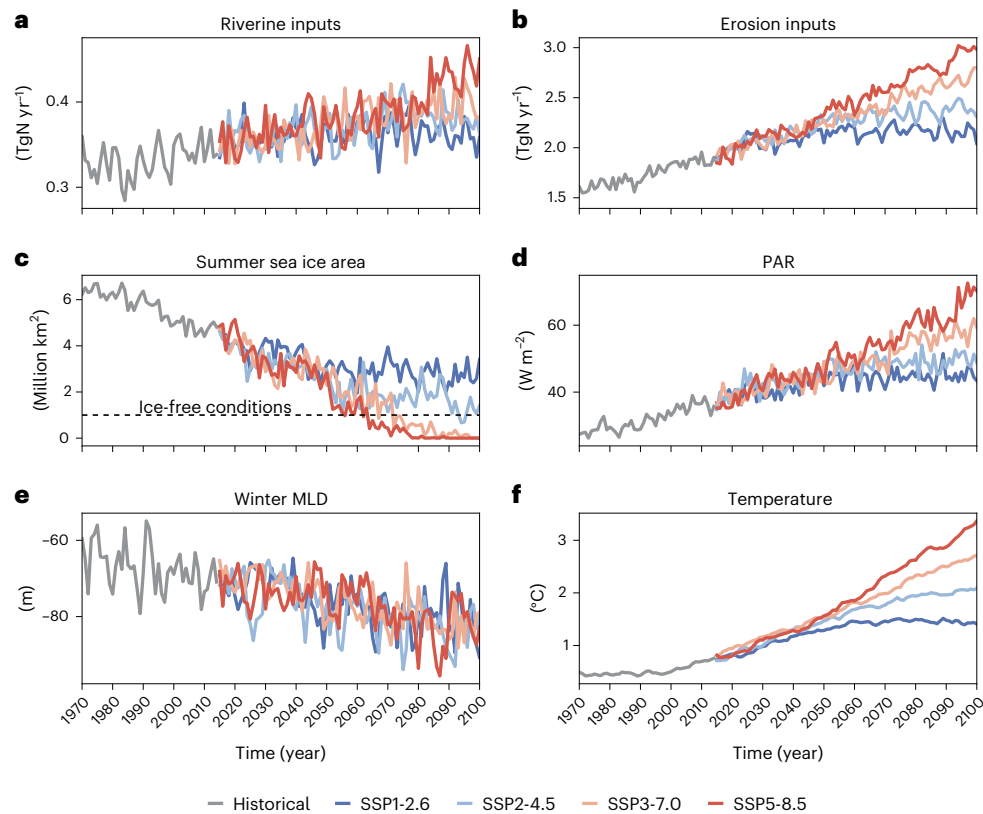 a
Riverine inputs
(TgN yr⁻¹)
0.4
0.3
b
Erosion inputs
(TgN yr⁻¹)
3.0
2.5
2.0
1.5
c
Summer sea ice area
(Million km²)
6
4
2
0
Ice-free conditions
d
PAR
(W m⁻²)
60
40
e
Winter MLD
(m)
−60
−80
1970 1980 1990 2000 2010 2020 2030 2040 2050 2060 2070 2080 2090 2100
Time (year)
f
Temperature
(°C)
3
2
1
1970 1980 1990 2000 2010 2020 2030 2040 2050 2060 2070 2080 2090 2100
Time (year)
Historical SSP1-2.6 SSP2-4.5 SSP3-7.0 SSP5-8.5